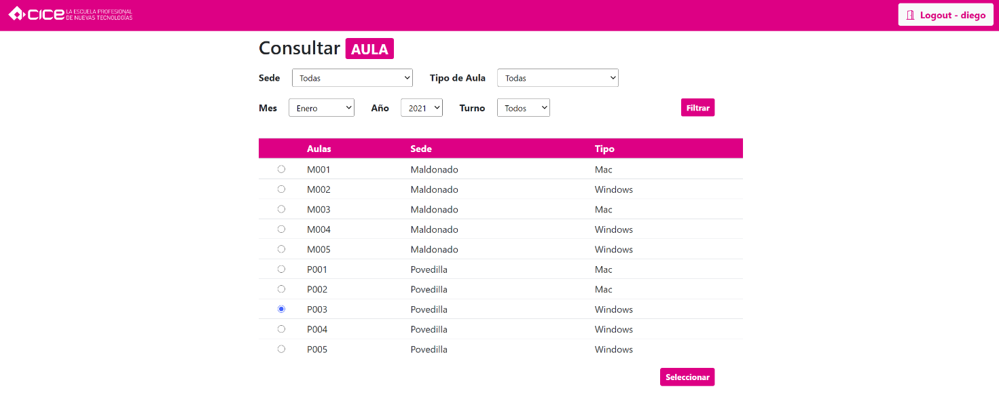 CICE LA ESCUELA PROFESIONAL
DE NUEVAS TECNOLOGÍAS
Logout - diego
Consultar AULA
Sede Todas Tipo de Aula Todas
Mes Enero Año 2021 Turno Todos Filtrar
Aulas Sede Tipo
M001 Maldonado Mac
M002 Maldonado Windows
M003 Maldonado Mac
M004 Maldonado Windows
M005 Maldonado Windows
P001 Povedilla Mac
P002 Povedilla Mac
P003 Povedilla Windows
P004 Povedilla Windows
P005 Povedilla Windows
Seleccionar